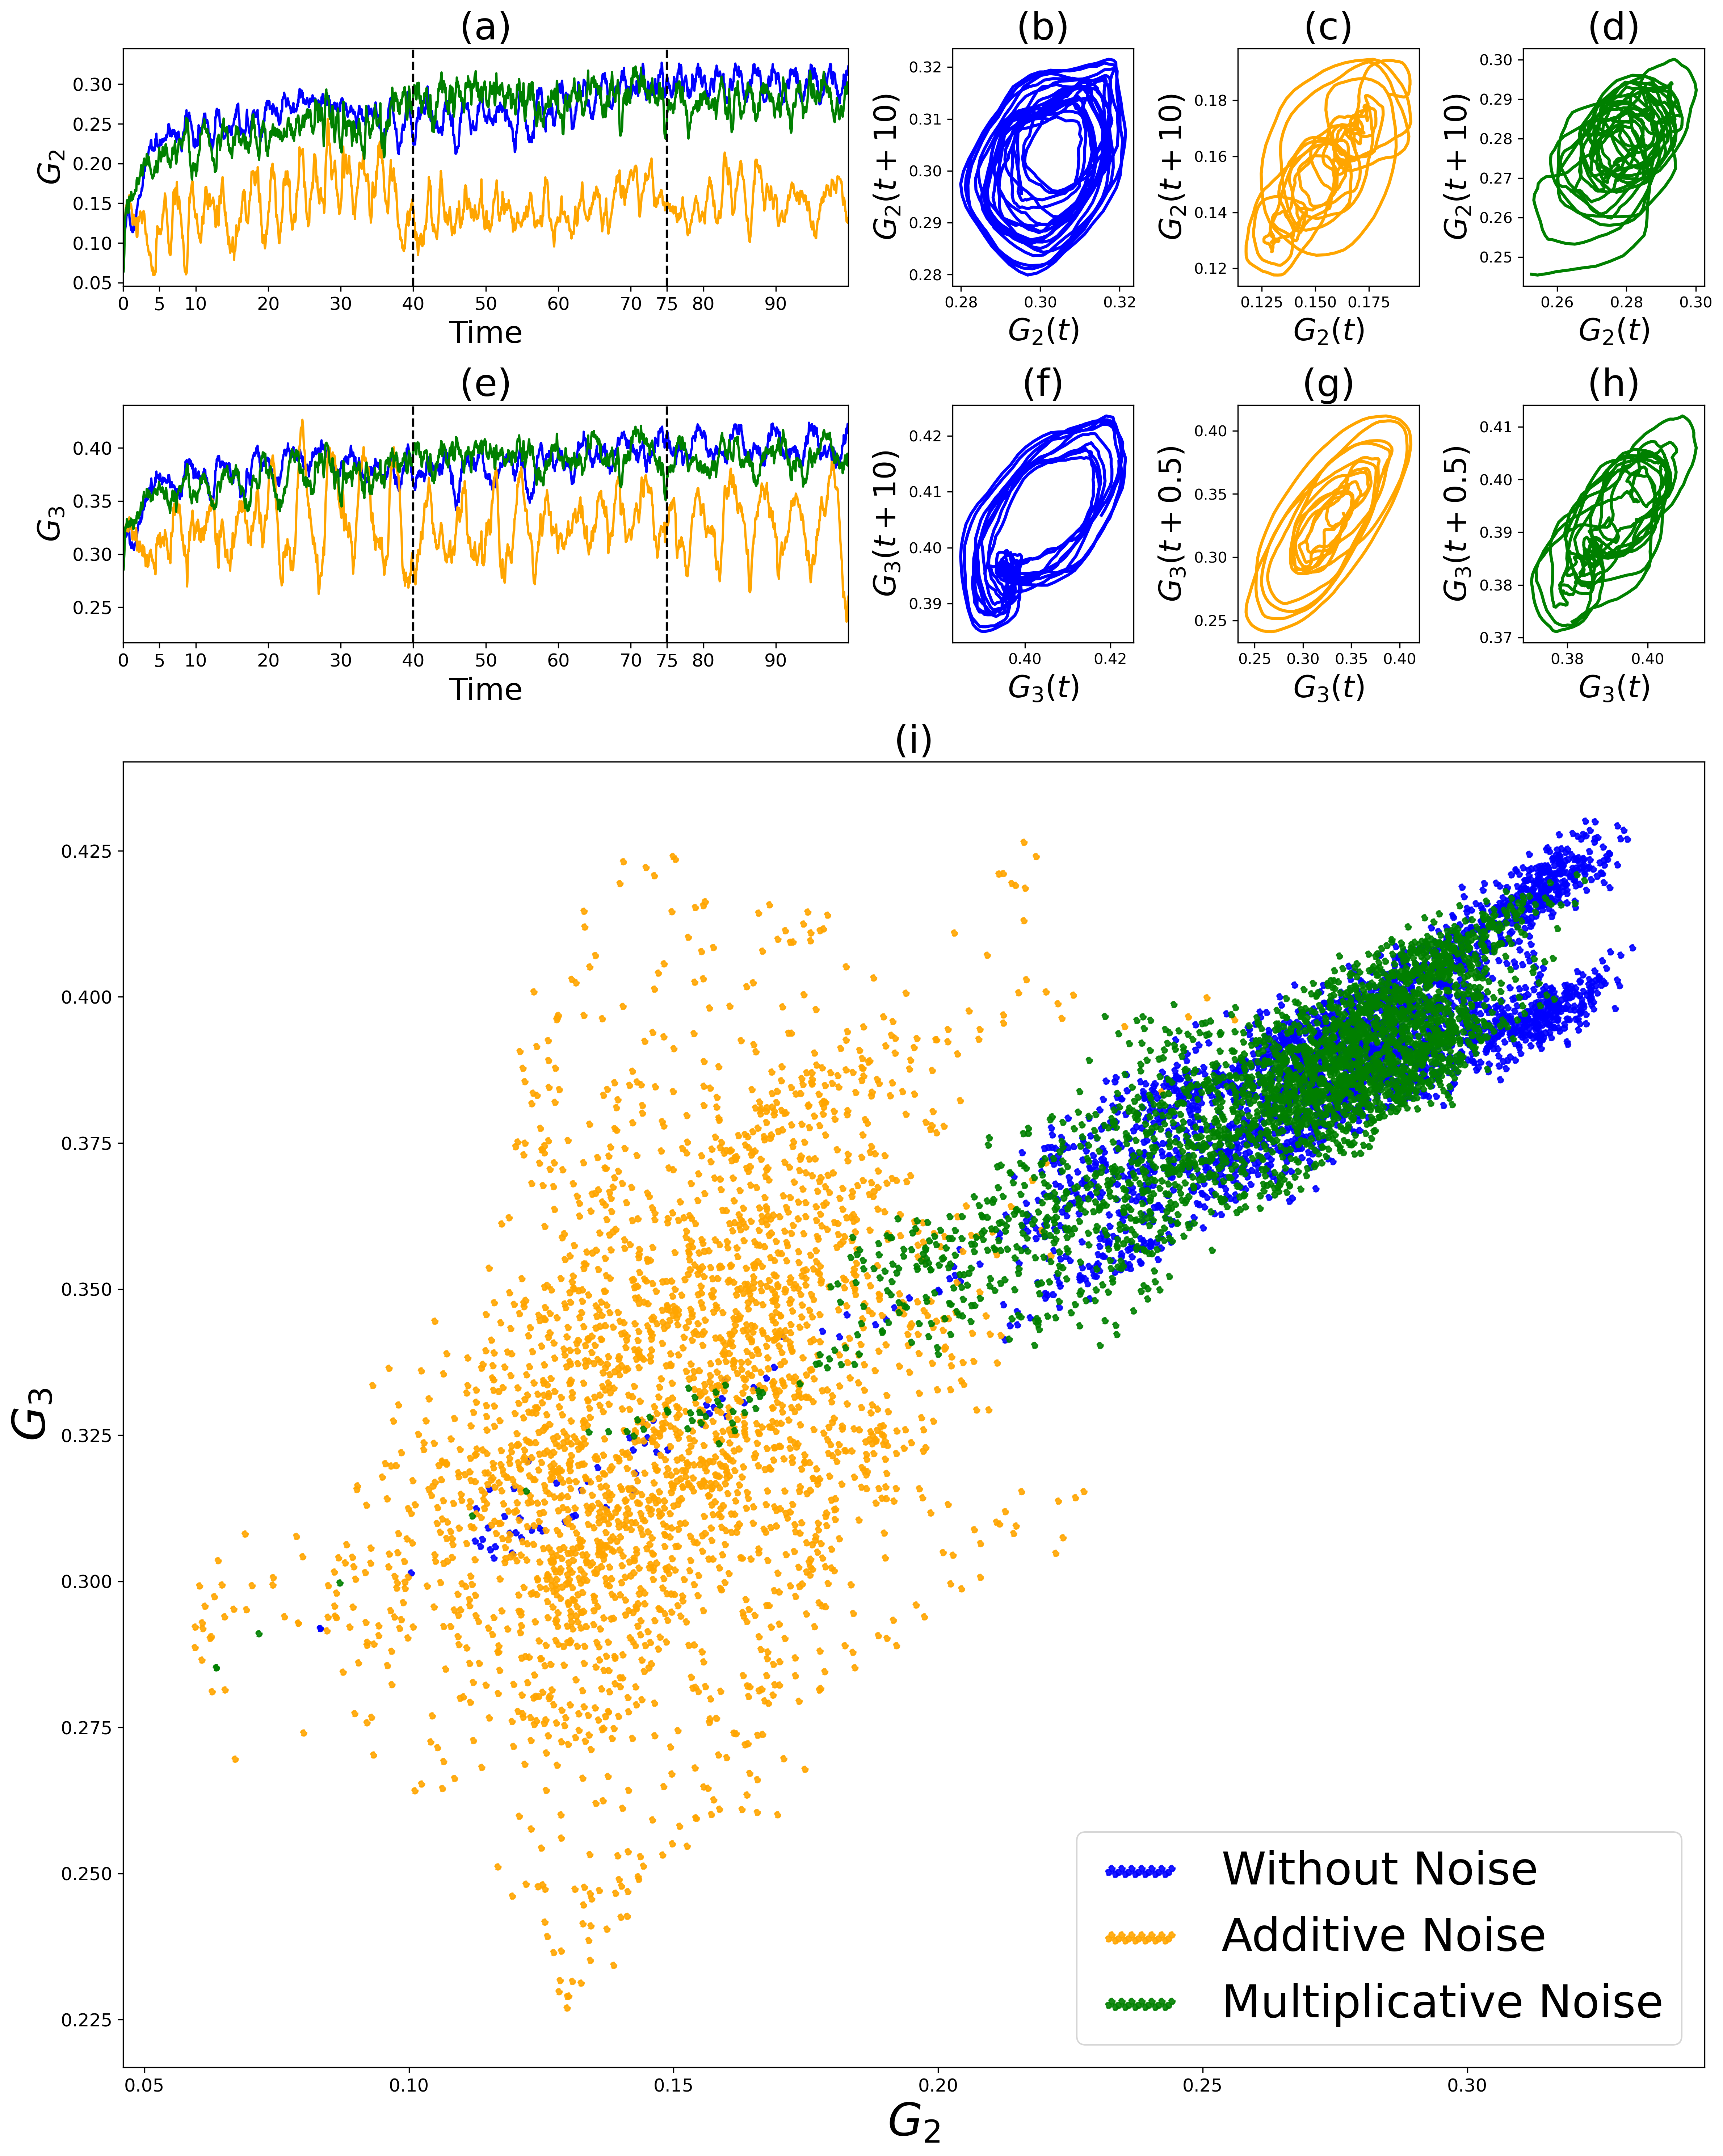 (a)
G₂
0.30
0.25
0.20
0.15
0.10
0.05
0 5 10 20 30 40 50 60 70 75 80 90
Time
(b)
G₂(t + 10)
0.32
0.31
0.30
0.29
0.28
0.28 0.30 0.32
G₂(t)
(c)
G₂(t + 10)
0.18
0.16
0.14
0.12
0.125 0.150 0.175
G₂(t)
(d)
G₂(t + 10)
0.30
0.29
0.28
0.27
0.26
0.25
0.26 0.28 0.30
G₂(t)
(e)
G₃
0.40
0.35
0.30
0.25
0 5 10 20 30 40 50 60 70 75 80 90
Time
(f)
G₃(t + 10)
0.42
0.41
0.40
0.39
0.40 0.42
G₃(t)
(g)
G₃(t + 0.5)
0.40
0.35
0.30
0.25
0.25 0.30 0.35 0.40
G₃(t)
(h)
G₃(t + 0.5)
0.41
0.40
0.39
0.38
0.37
0.38 0.40
G₃(t)
(i)
G₃
0.425
0.400
0.375
0.350
0.325
0.300
0.275
0.250
0.225
Without Noise
Additive Noise
Multiplicative Noise
0.05 0.10 0.15 0.20 0.25 0.30
G₂